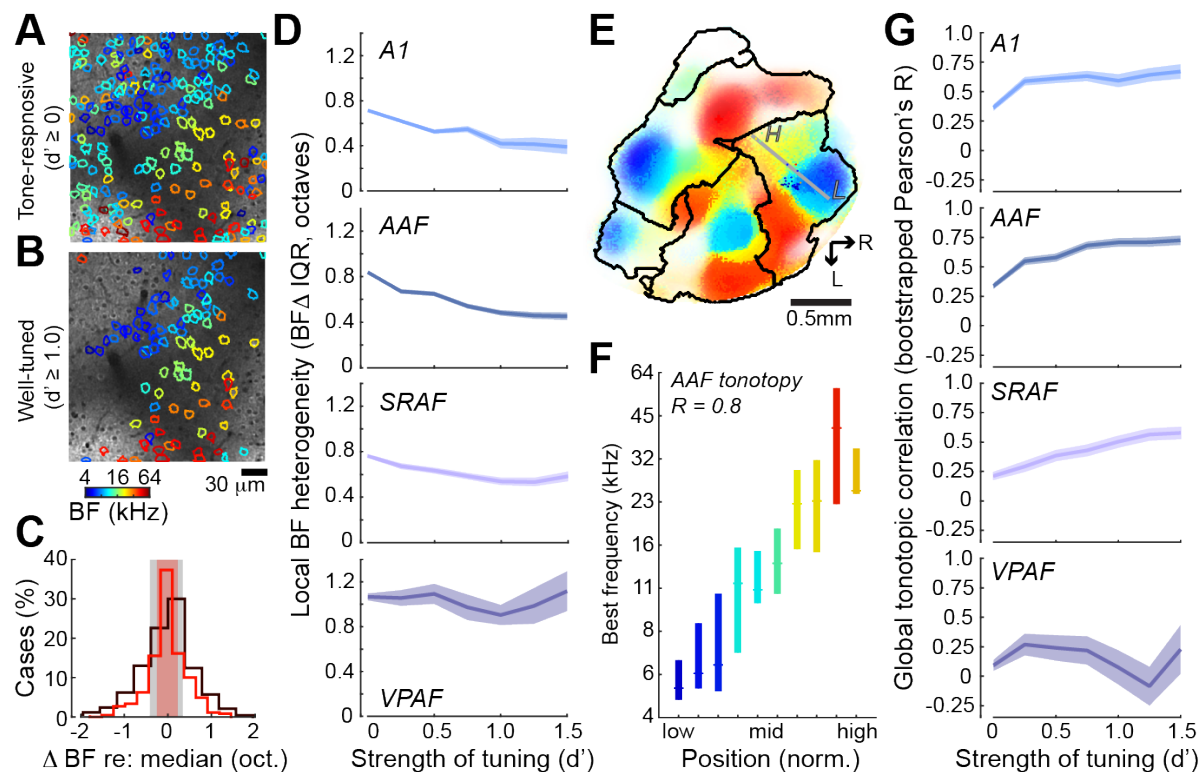 A
Tone-respnosive
(d' ≥ 0)
B
Well-tuned
(d' ≥ 1.0)
4 16 64
BF (kHz)
30 μm
C
Cases (%)
40
30
20
10
0
-2 -1 0 1 2
Δ BF re: median (oct.)
D
Local BF heterogeneity (BFΔ IQR, octaves)
A1
1.2
0.8
0.4
0
AAF
1.2
0.8
0.4
0
SRAF
1.2
0.8
0.4
0
1.2
0.8
0.4
0
VPAF
0 0.5 1.0 1.5
Strength of tuning (d')
E
H
L
R
L
0.5mm
F
AAF tonotopy
R = 0.8
Best frequency (kHz)
64
45
32
23
16
11
8
6
4
low mid high
Position (norm.)
G
Global tonotopic correlation (bootstrapped Pearson's R)
1.0
A1
0.75
0.5
0.25
0
-0.25
1.0
AAF
0.75
0.5
0.25
0
-0.25
1.0
SRAF
0.75
0.5
0.25
0
-0.25
1.0
VPAF
0.75
0.5
0.25
0
-0.25
0 0.5 1.0 1.5
Strength of tuning (d')